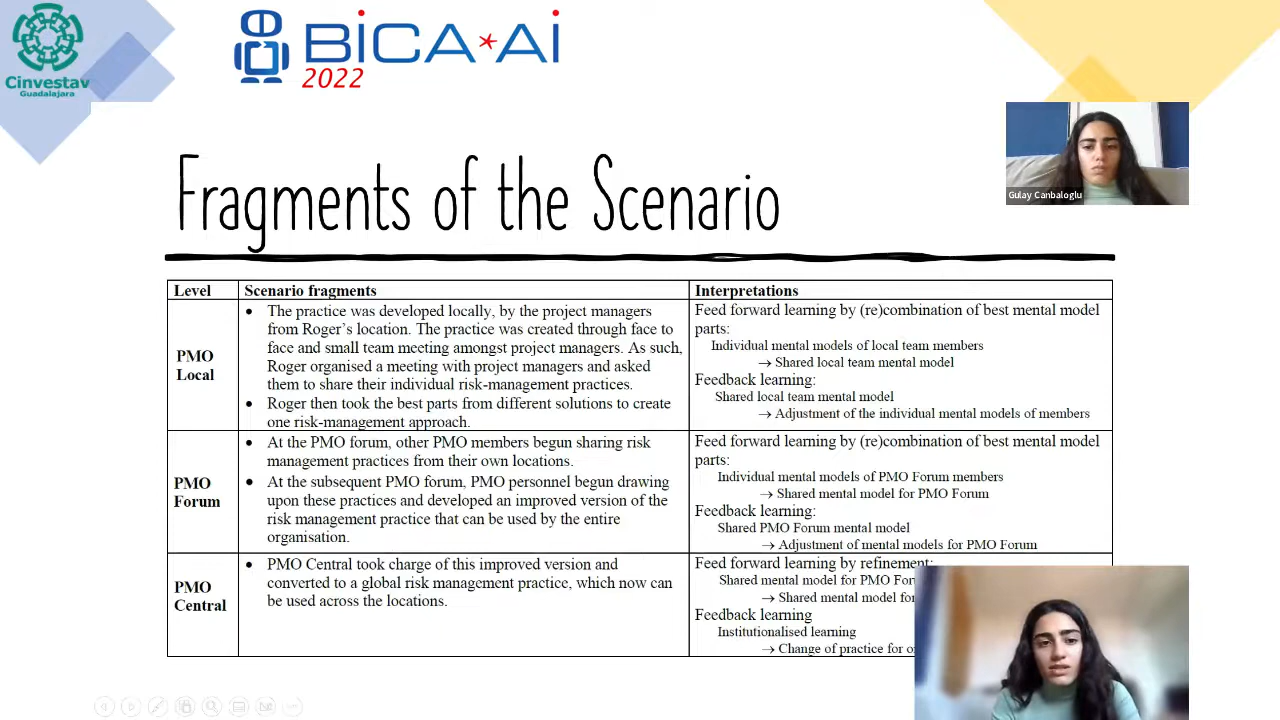 Cinvestav
Guadalajara
BiCA*Ai
2022
Gulay Canbaloglu
Fragments of the Scenario
Level
Scenario fragments
Interpretations
PMO
Local
• The practice was developed locally, by the project managers
from Roger's location. The practice was created through face to
face and small team meeting amongst project managers. As such,
Roger organised a meeting with project managers and asked
them to share their individual risk-management practices.
• Roger then took the best parts from different solutions to create
one risk-management approach.
Feed forward learning by (re)combination of best mental model
parts:
Individual mental models of local team members
→ Shared local team mental model
Feedback learning:
Shared local team mental model
→ Adjustment of the individual mental models of members
PMO
Forum
• At the PMO forum, other PMO members begun sharing risk
management practices from their own locations.
• At the subsequent PMO forum, PMO personnel begun drawing
upon these practices and developed an improved version of the
risk management practice that can be used by the entire
organisation.
Feed forward learning by (re)combination of best mental model
parts:
Individual mental models of PMO Forum members
→ Shared mental model for PMO Forum
Feedback learning:
Shared PMO Forum mental model
→ Adjustment of mental models for PMO Forum
PMO
Central
• PMO Central took charge of this improved version and
converted to a global risk management practice, which now can
be used across the locations.
Feed forward learning by refinement:
Shared mental model for PMO
→ Shared mental model for
Feedback learning
Institutionalised learning
→ Change of practice for